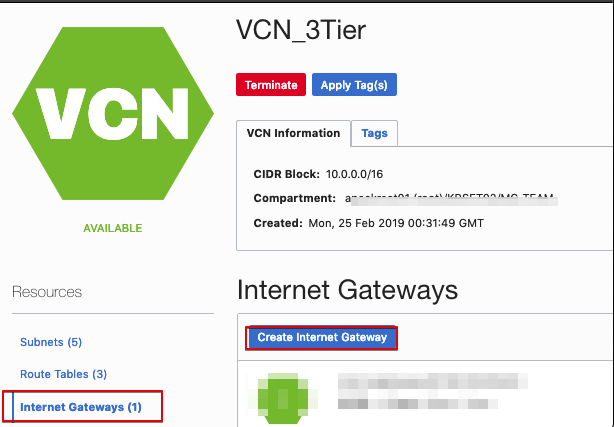 VCN_3Tier
VCN
Terminate
Apply Tag(s)
VCN Information
Tags
CIDR Block: 10.0.0.0/16
Compartment:
Created: Mon, 25 Feb 2019 00:31:49 GMT
AVAILABLE
Resources
Subnets (5)
Route Tables (3)
Internet Gateways (1)
Internet Gateways
Create Internet Gateway